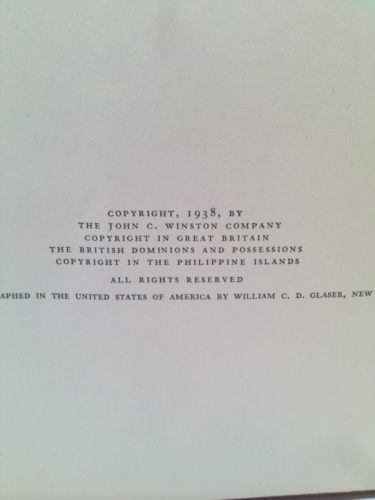 COPYRIGHT, 1938, BY
THE JOHN C. WINSTON COMPANY
COPYRIGHT IN GREAT BRITAIN
THE BRITISH DOMINIONS AND POSSESSIONS
COPYRIGHT IN THE PHILIPPINE ISLANDS
ALL RIGHTS RESERVED
APHED IN THE UNITED STATES OF AMERICA BY WILLIAM C. D. GLASER, NEW